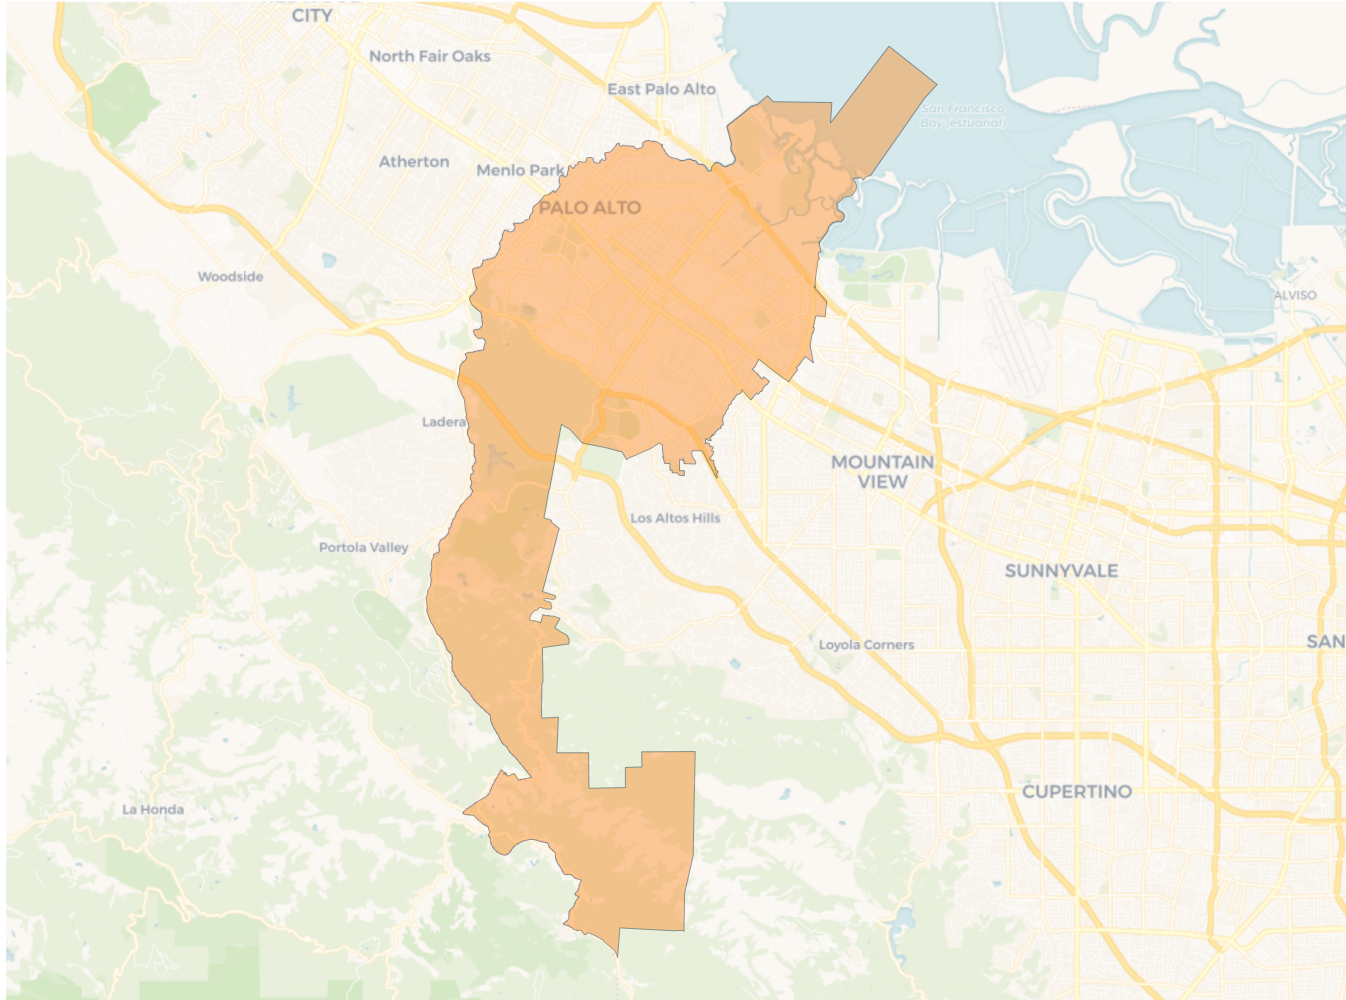 CITY
North Fair Oaks
East Palo Alto
San Francisco
Bay (estuarial)
Atherton
Menlo Park
PALO ALTO
Woodside
ALVISO
Ladera
MOUNTAIN
VIEW
Los Altos Hills
Portola Valley
SUNNYVALE
Loyola Corners
SAN
CUPERTINO
La Honda